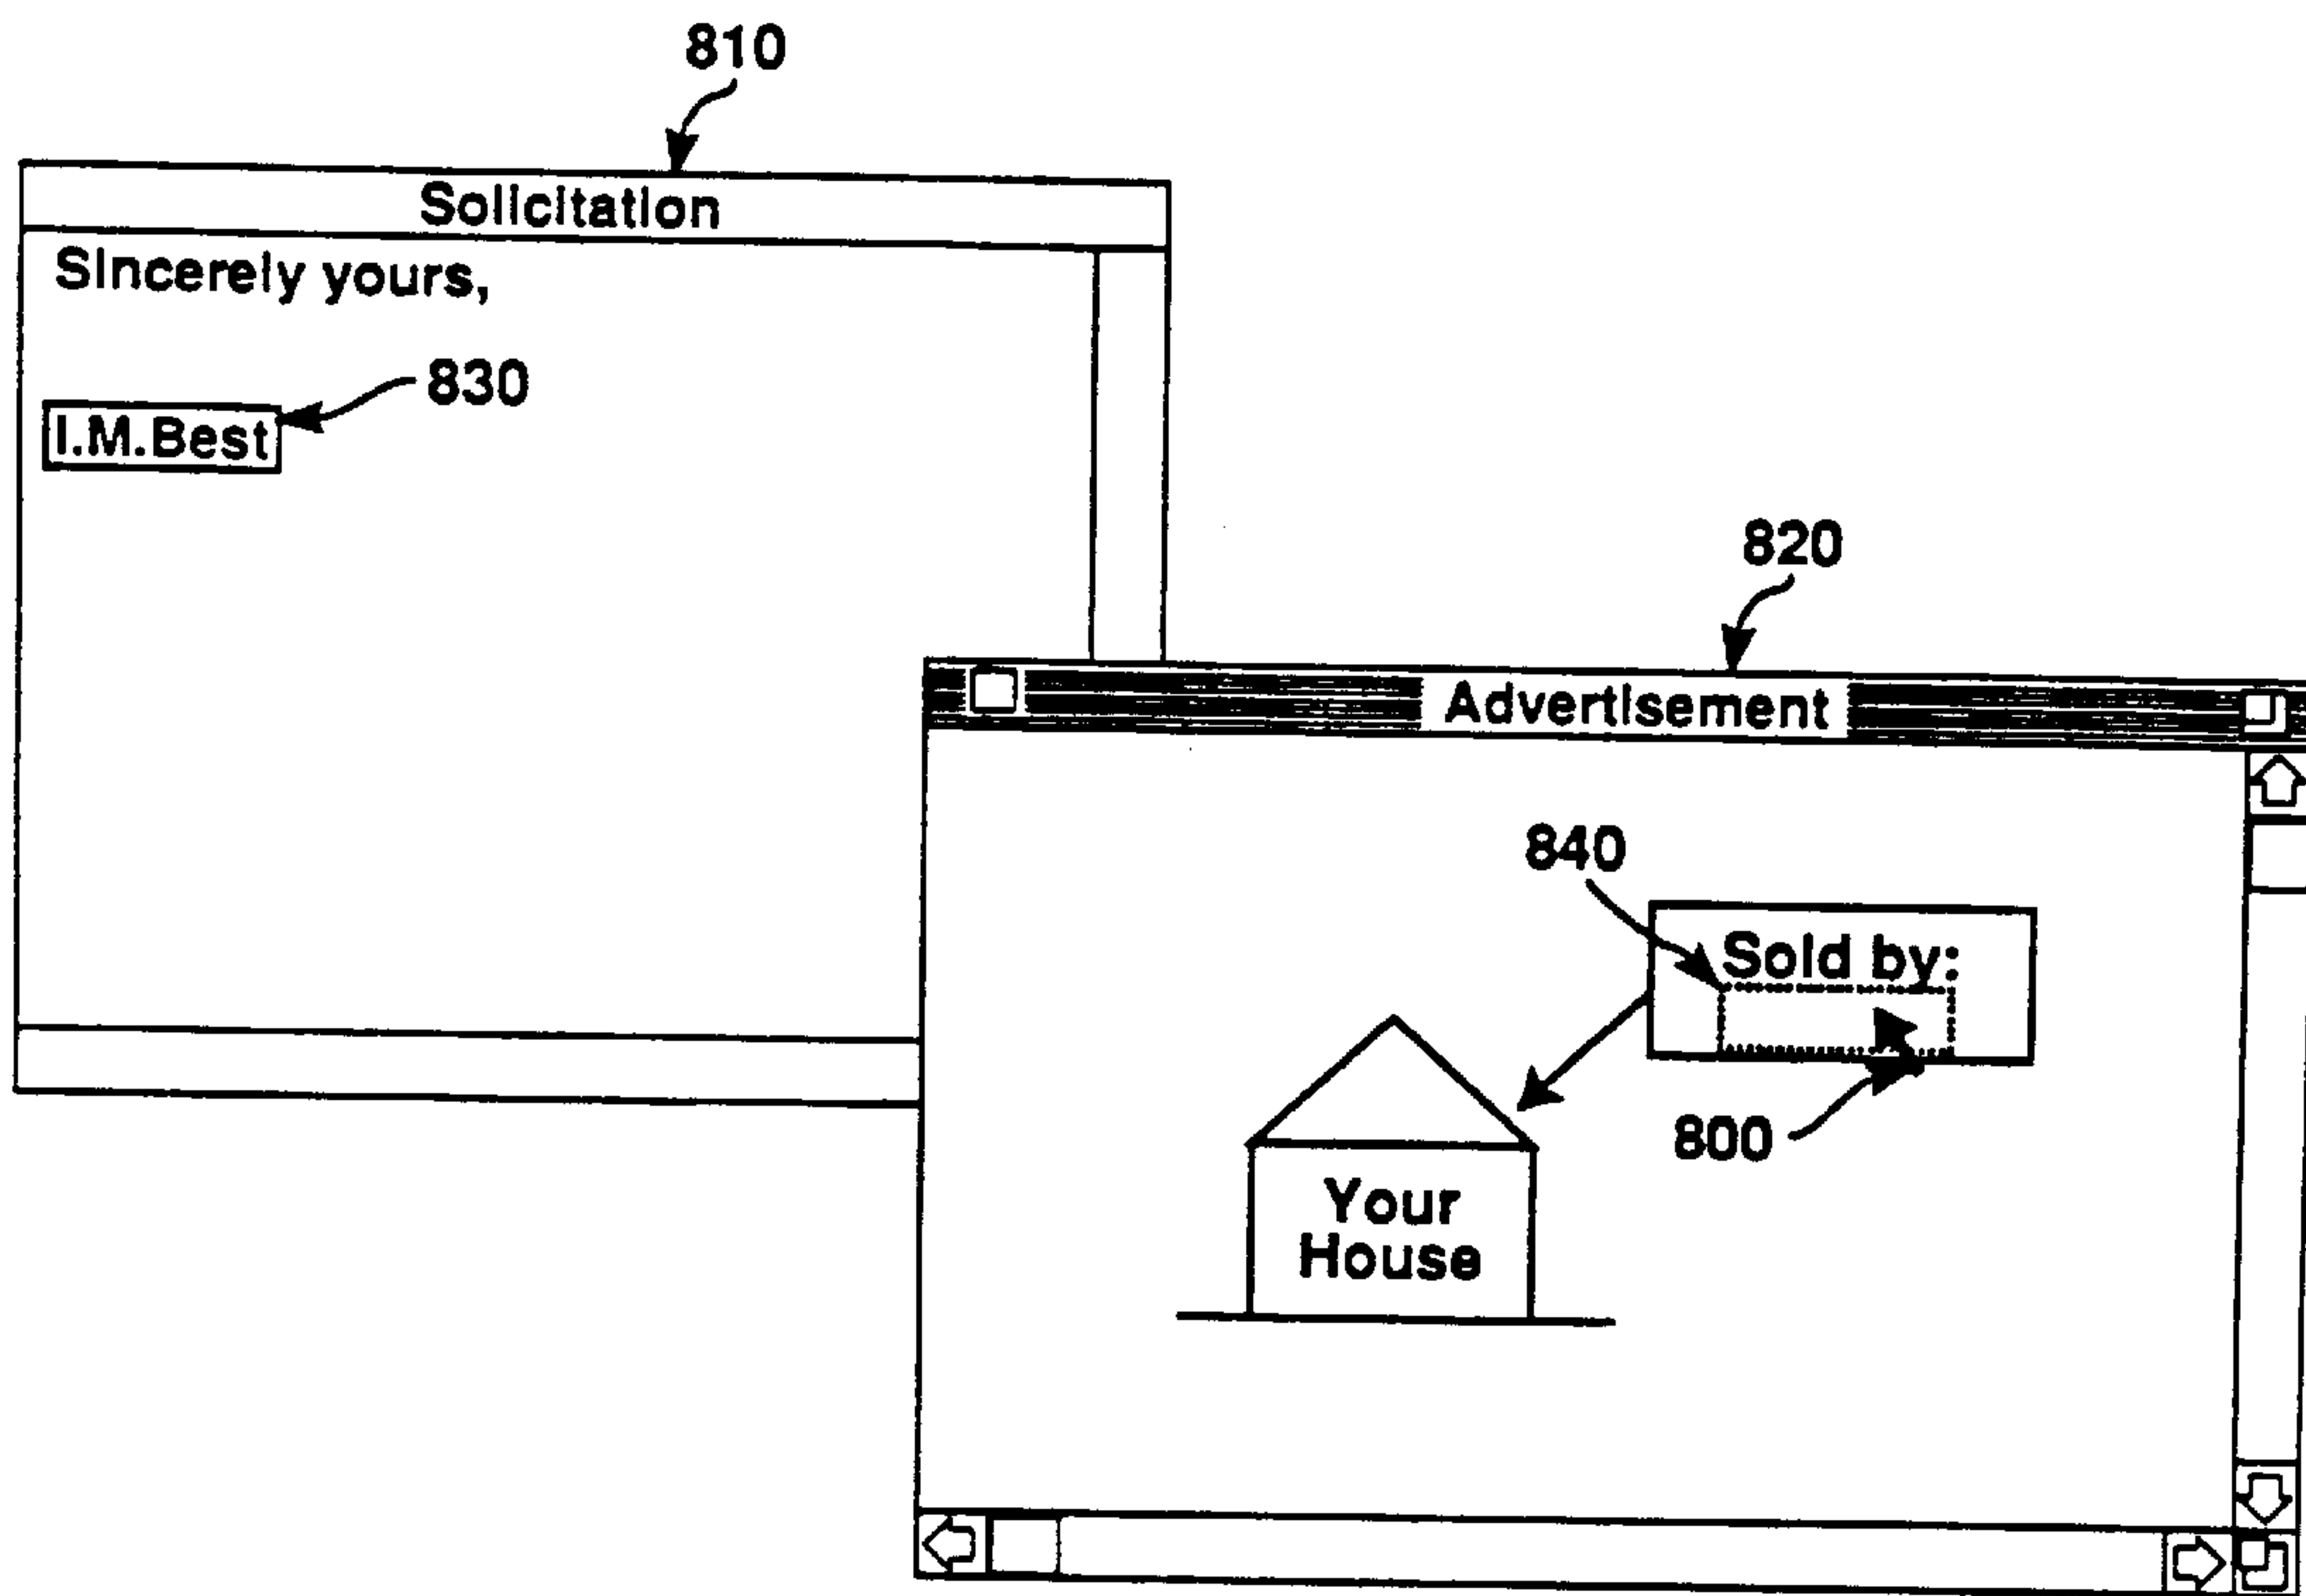 810
Solicitation
Sincerely yours,
830
I.M.Best
820
Advertisement
840
Sold by:
800
Your
House